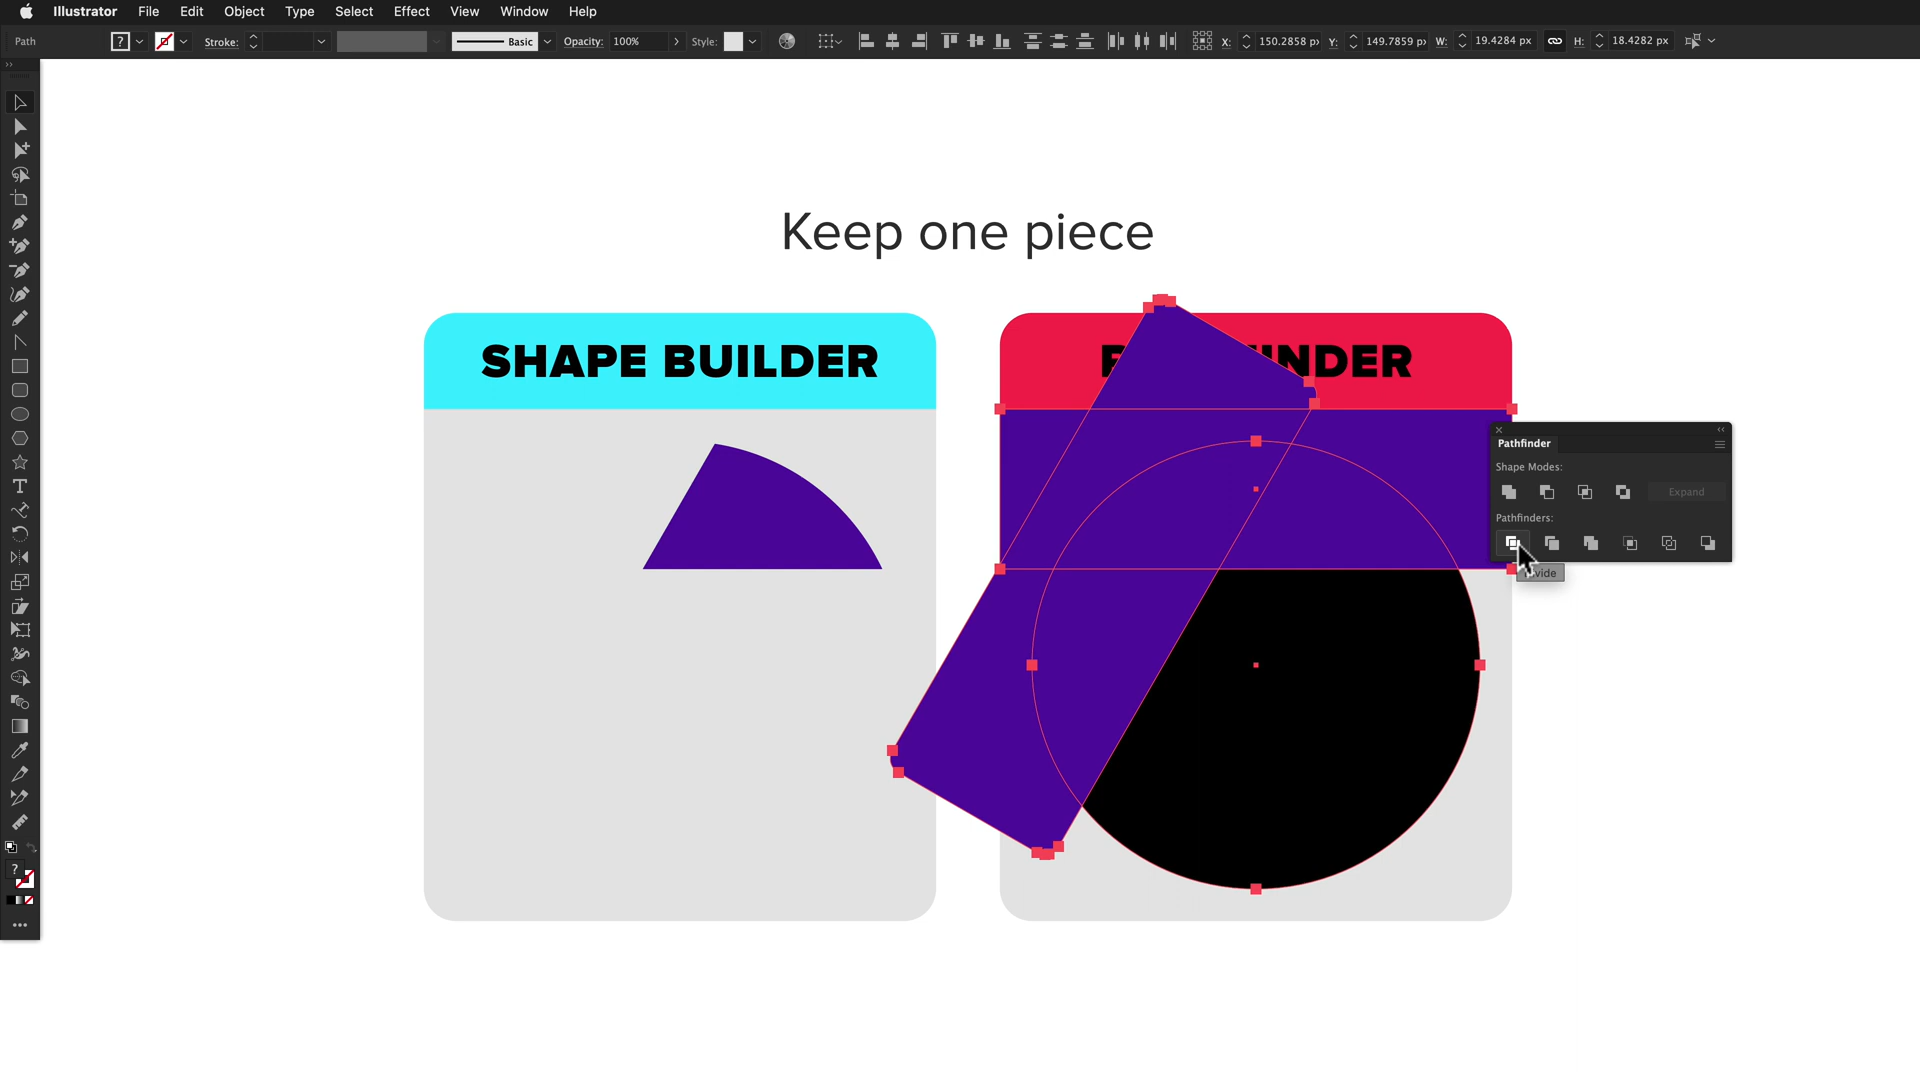 Illustrator File Edit Object Type Select Effect View Window Help
Path ? Stroke: Basic Opacity: 100% Style: X: 150.2858 px Y: 149.7859 px W: 19.4284 px H: 18.4282 px
Keep one piece
SHAPE BUILDER
NDER
Pathfinder
Shape Modes:
Expand
Pathfinders:
?